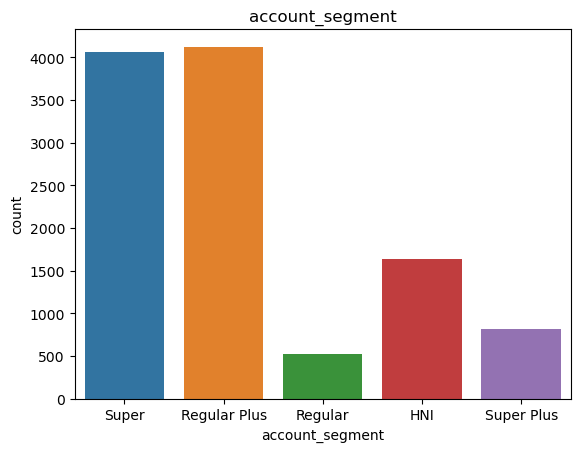 account_segment
4000
3500
3000
2500
2000
1500
1000
500
0
count
Super
Regular Plus
Regular
HNI
Super Plus
account_segment